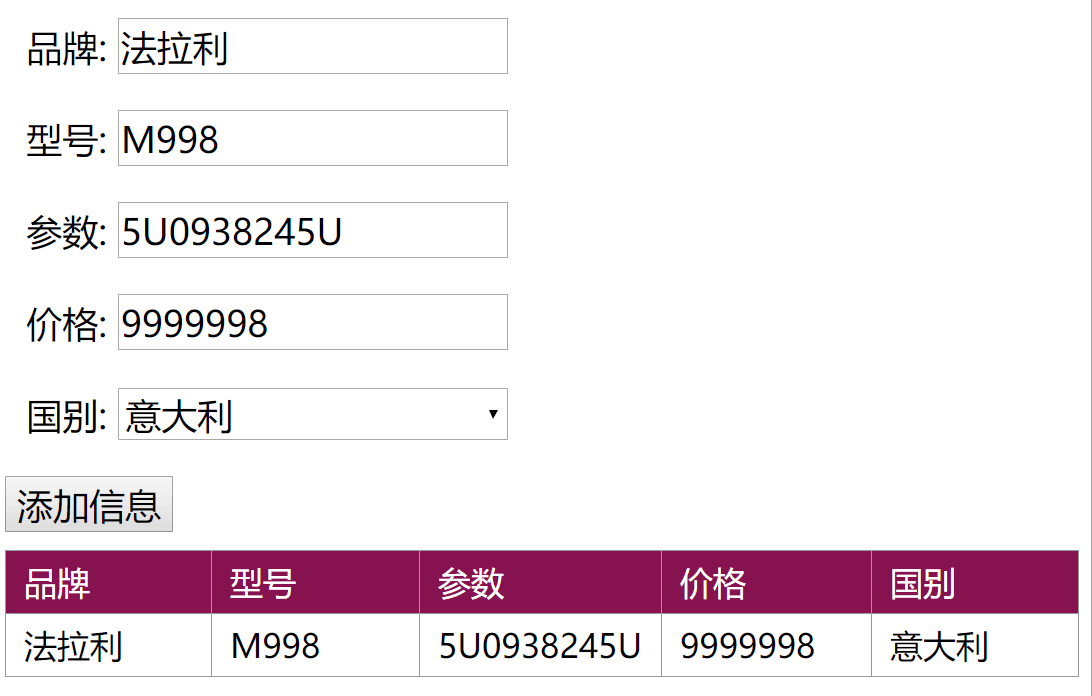 品牌: 法拉利
型号: M998
参数: 5U0938245U
价格: 9999998
国别: 意大利
添加信息
品牌 型号 参数 价格 国别
法拉利 M998 5U0938245U 9999998 意大利